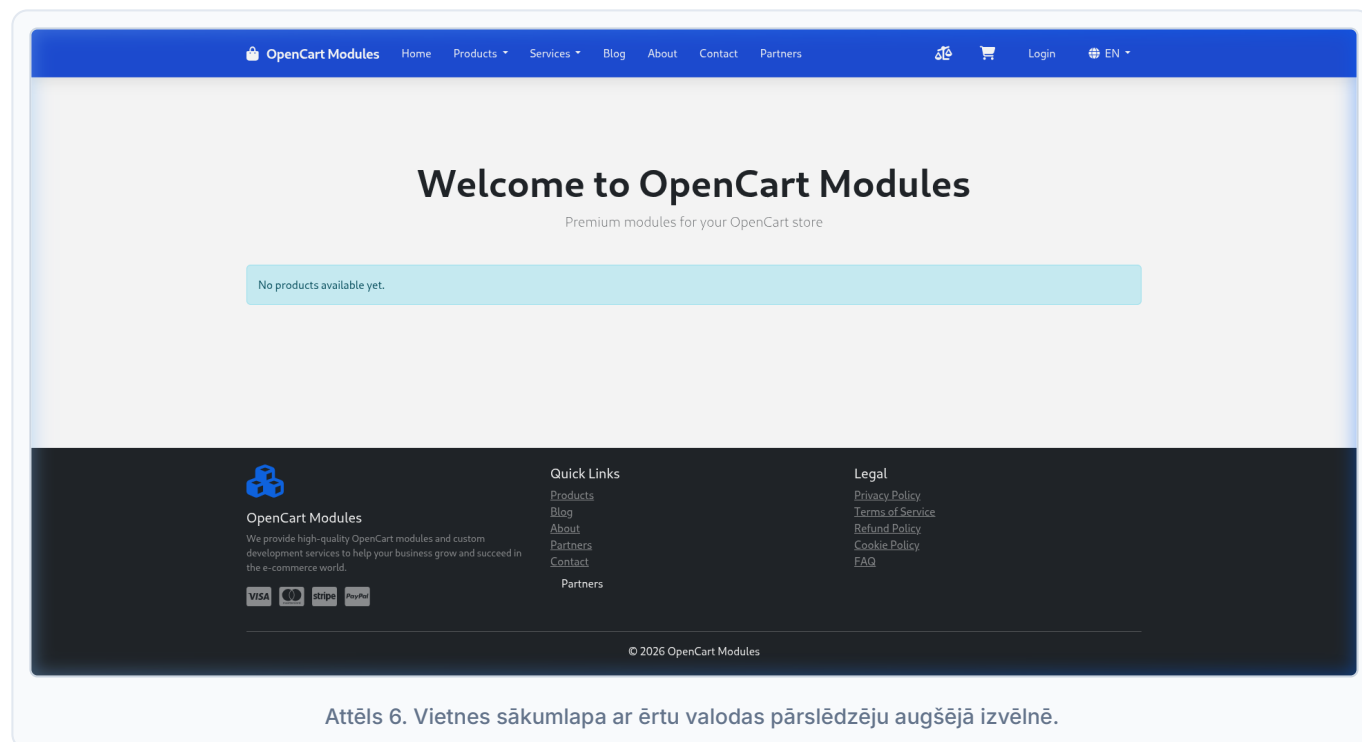 OpenCart Modules Home Products Services Blog About Contact Partners Login EN
Welcome to OpenCart Modules
Premium modules for your OpenCart store
No products available yet.
OpenCart Modules
We provide high-quality OpenCart modules and custom
development services to help your business grow and succeed in
the e-commerce world.
VISA stripe PayPal
Quick Links
Products
Blog
About
Partners
Contact
Partners
Legal
Privacy Policy
Terms of Service
Refund Policy
Cookie Policy
FAQ
© 2026 OpenCart Modules
Attēls 6. Vietnes sākumlapa ar ērtu valodas pārslēdzēju augšējā izvēlnē.